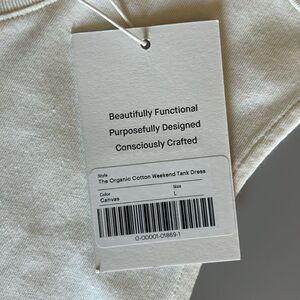 Beautifully Functional
Purposefully Designed
Consciously Crafted
Style
The Organic Cotton Weekend Tank Dress
Color Size
Canvas L
0-00001-01869-1